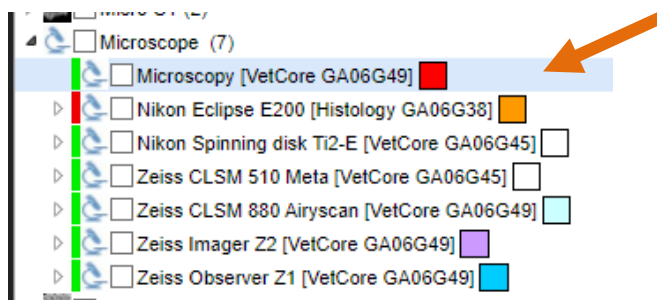 Microscope (7)
Microscopy [VetCore GA06G49]
Nikon Eclipse E200 [Histology GA06G38]
Nikon Spinning disk Ti2-E [VetCore GA06G45]
Zeiss CLSM 510 Meta [VetCore GA06G45]
Zeiss CLSM 880 Airyscan [VetCore GA06G49]
Zeiss Imager Z2 [VetCore GA06G49]
Zeiss Observer Z1 [VetCore GA06G49]